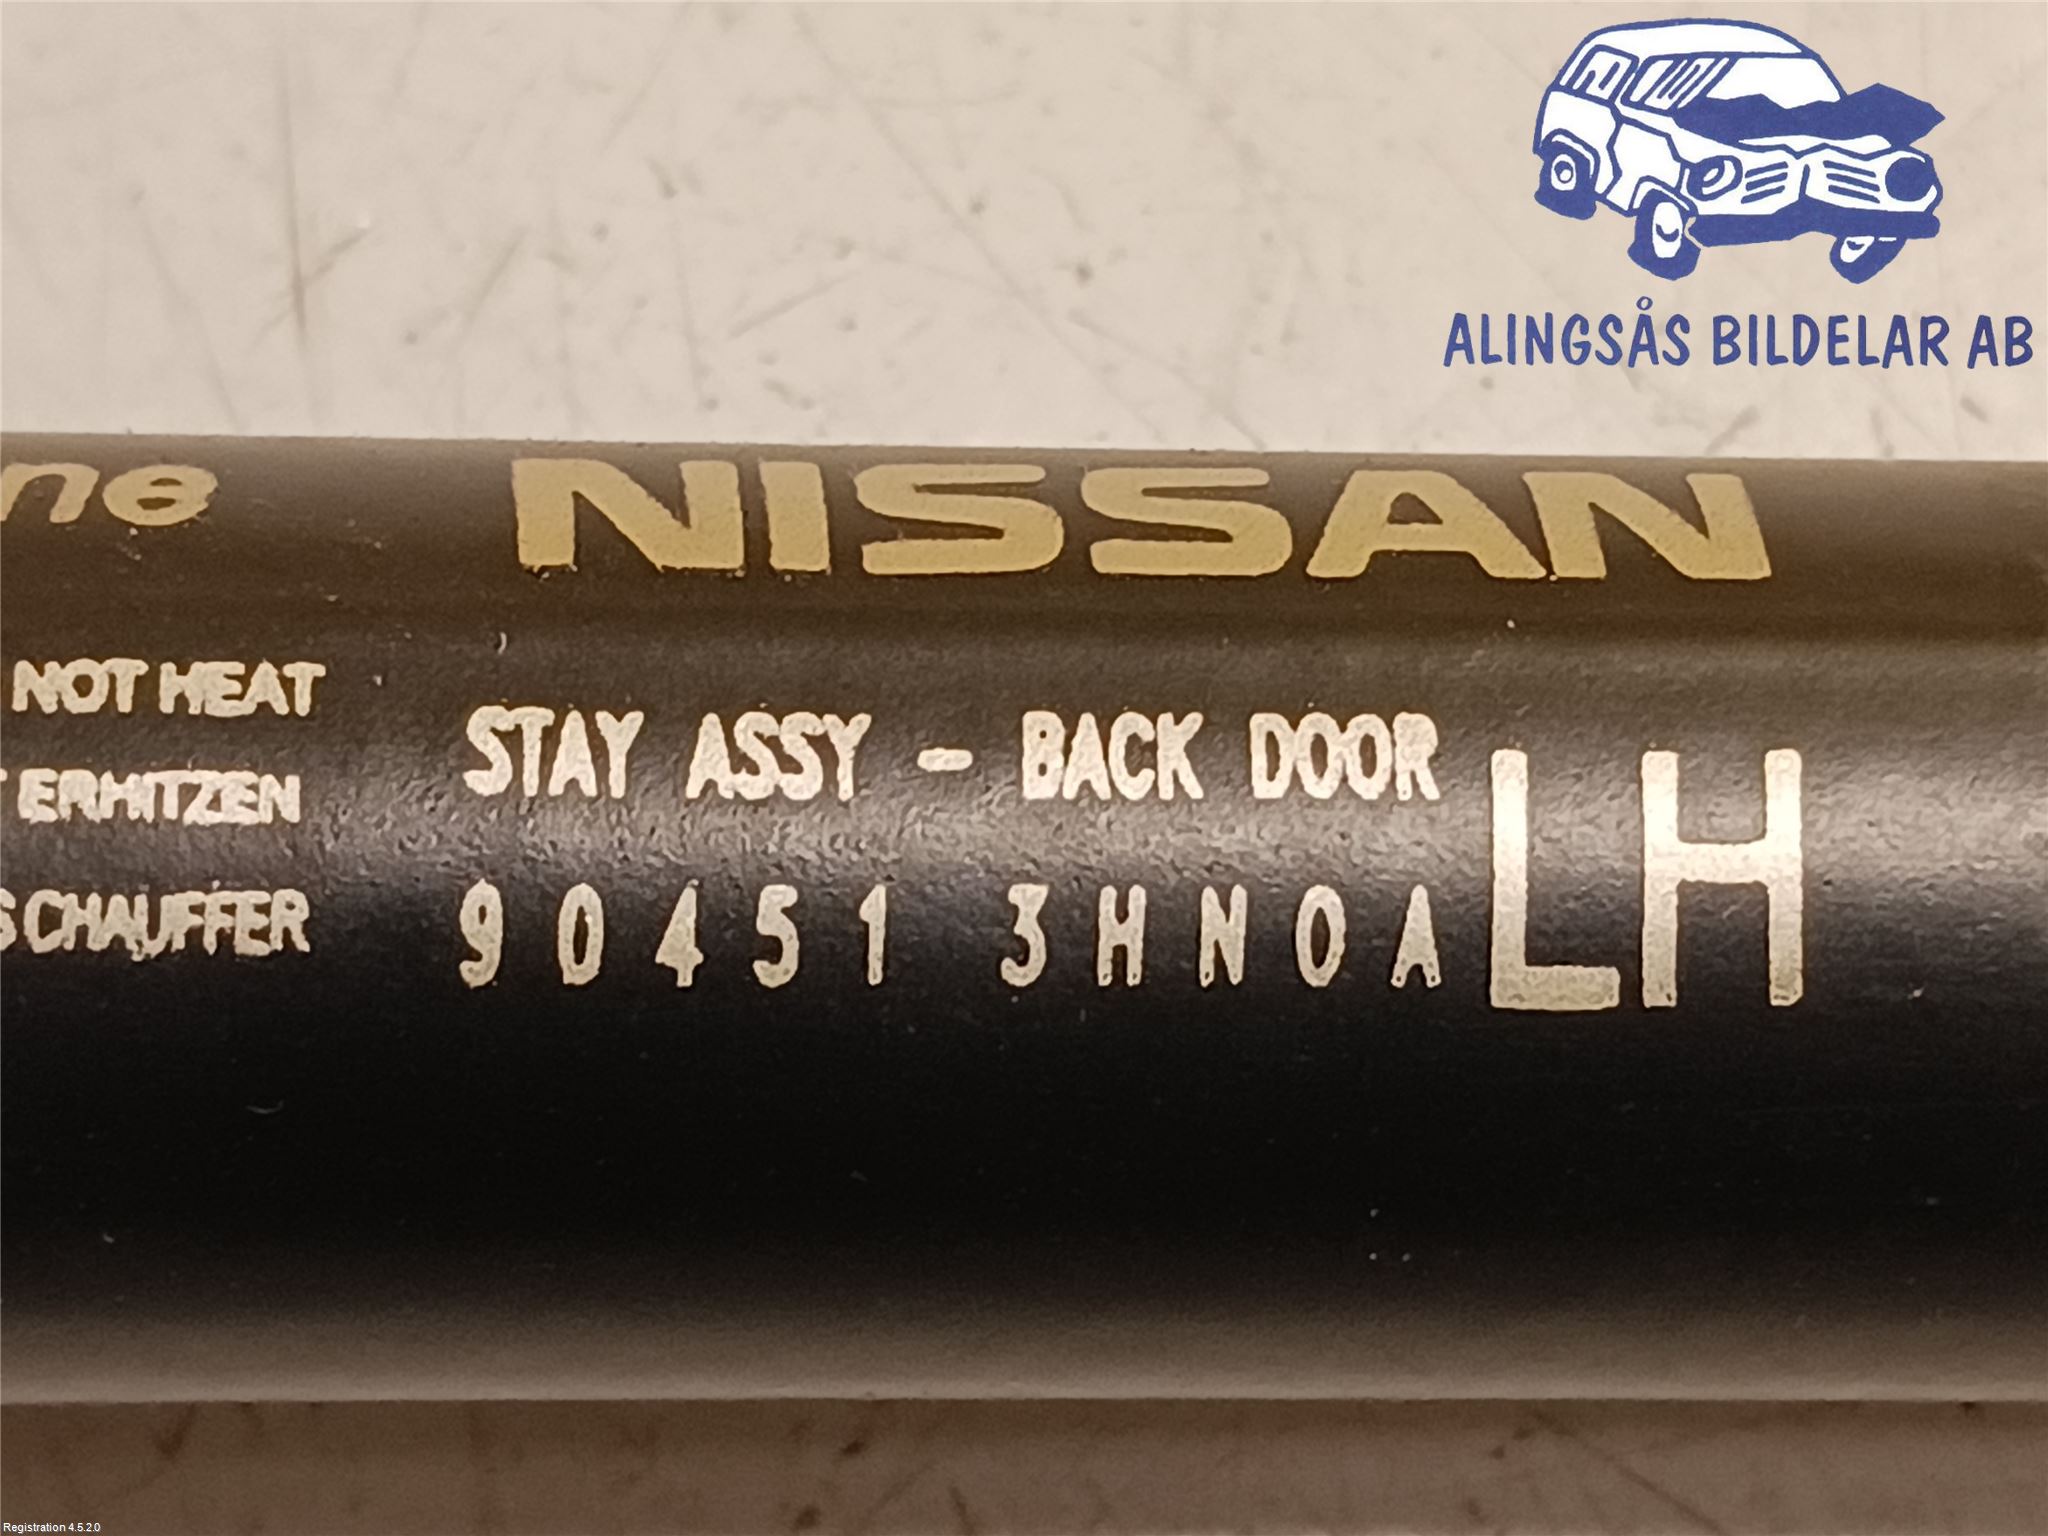 ALINGSÅS BILDELAR AB
NISSAN
NOT HEAT
ERHITZEN
CHAUFFER
STAY ASSY - BACK DOOR
90451 3HN0A
LH
Registration 4.5.2.0